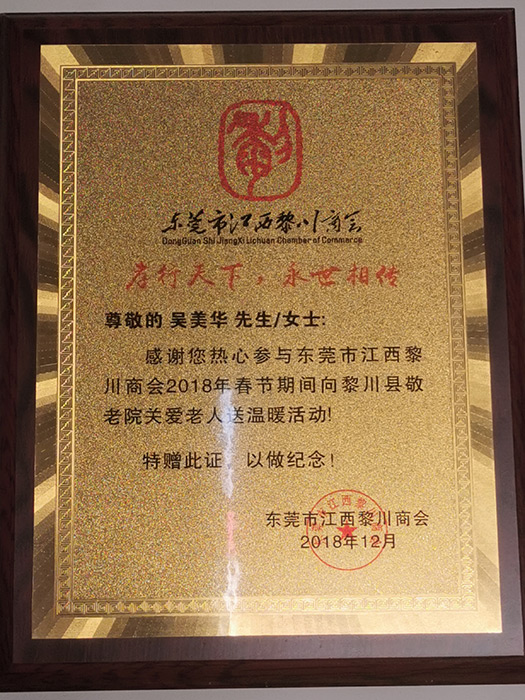 东莞市江西黎川商会
DongGuan Shi JiangXi Lichuan Chamber of Commerce
孝行天下，永世相传
尊敬的 吴美华 先生/女士:
感谢您热心参与东莞市江西黎
川商会2018年春节期间向黎川县敬
老院关爱老人送温暖活动!
特赠此证，以做纪念!
东莞市江西黎川商会
2018年12月